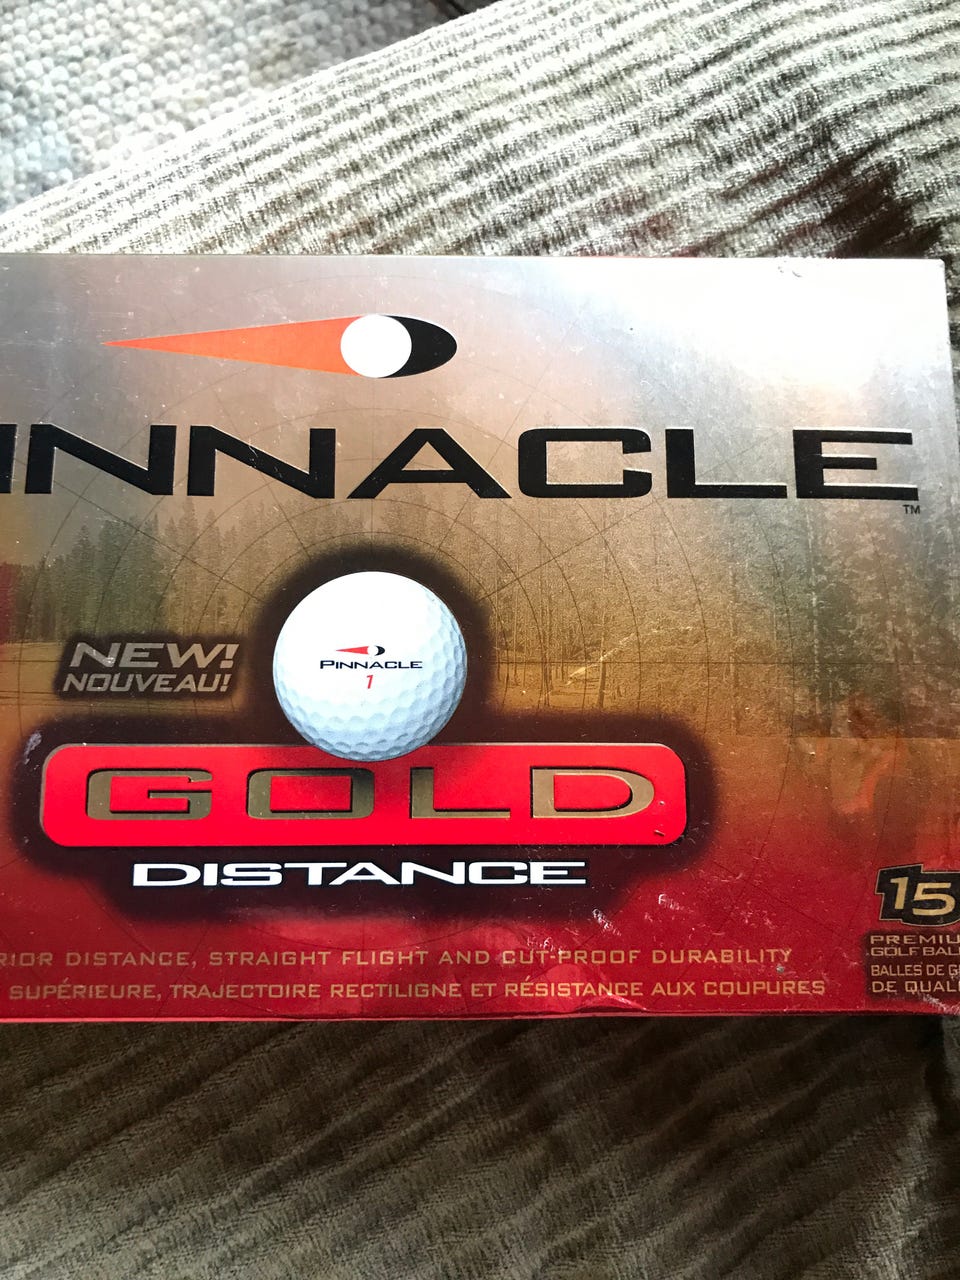 INNACLE
™
PINNACLE
1
NEW!
NOUVEAU!
GOLD
DISTANCE
RIOR DISTANCE, STRAIGHT FLIGHT AND CUT-PROOF DURABILITY
SUPÉRIEURE, TRAJECTOIRE RECTILIGNE ET RÉSISTANCE AUX COUPURES
15
PREMIU
GOLF BAL
BALLES DE G
DE QUAL